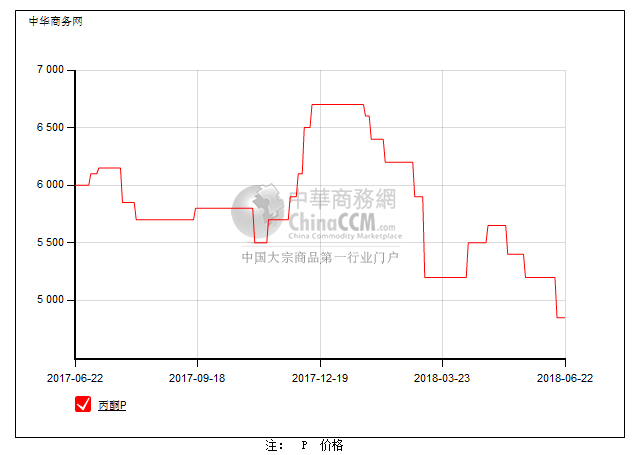 中华商务网
7 000
6 500
6 000
5 500
5 000
中華商務網
ChinaCCM.com
China Commodity Marketplace
中国大宗商品第一行业门户
2017-06-22 2017-09-18 2017-12-19 2018-03-23 2018-06-22
丙酮P
注： P 价格